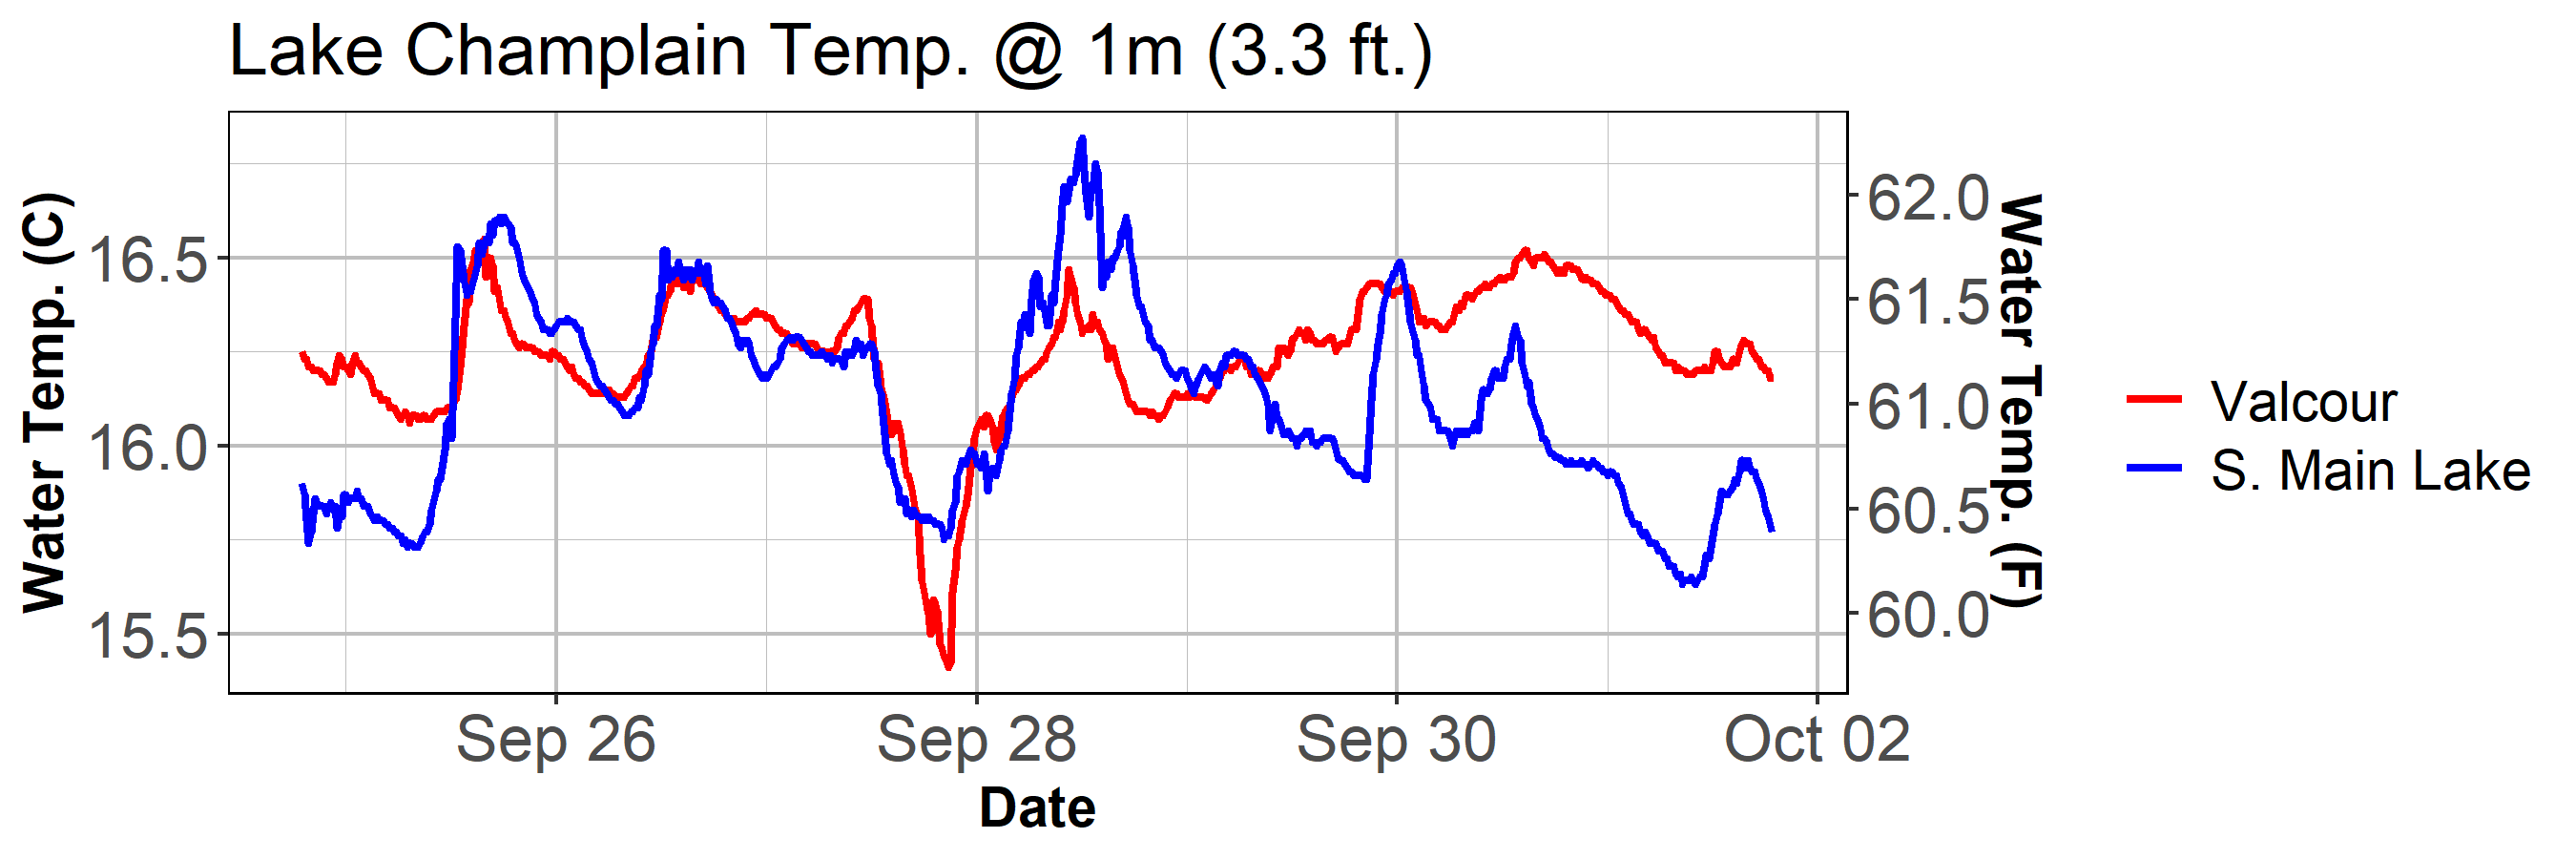 Lake Champlain Temp. @ 1m (3.3 ft.)
Water Temp. (C)
16.5
16.0
15.5
62.0
61.5
61.0
60.5
60.0
Water Temp. (F)
Sep 26
Sep 28
Sep 30
Oct 02
Date
Valcour
S. Main Lake